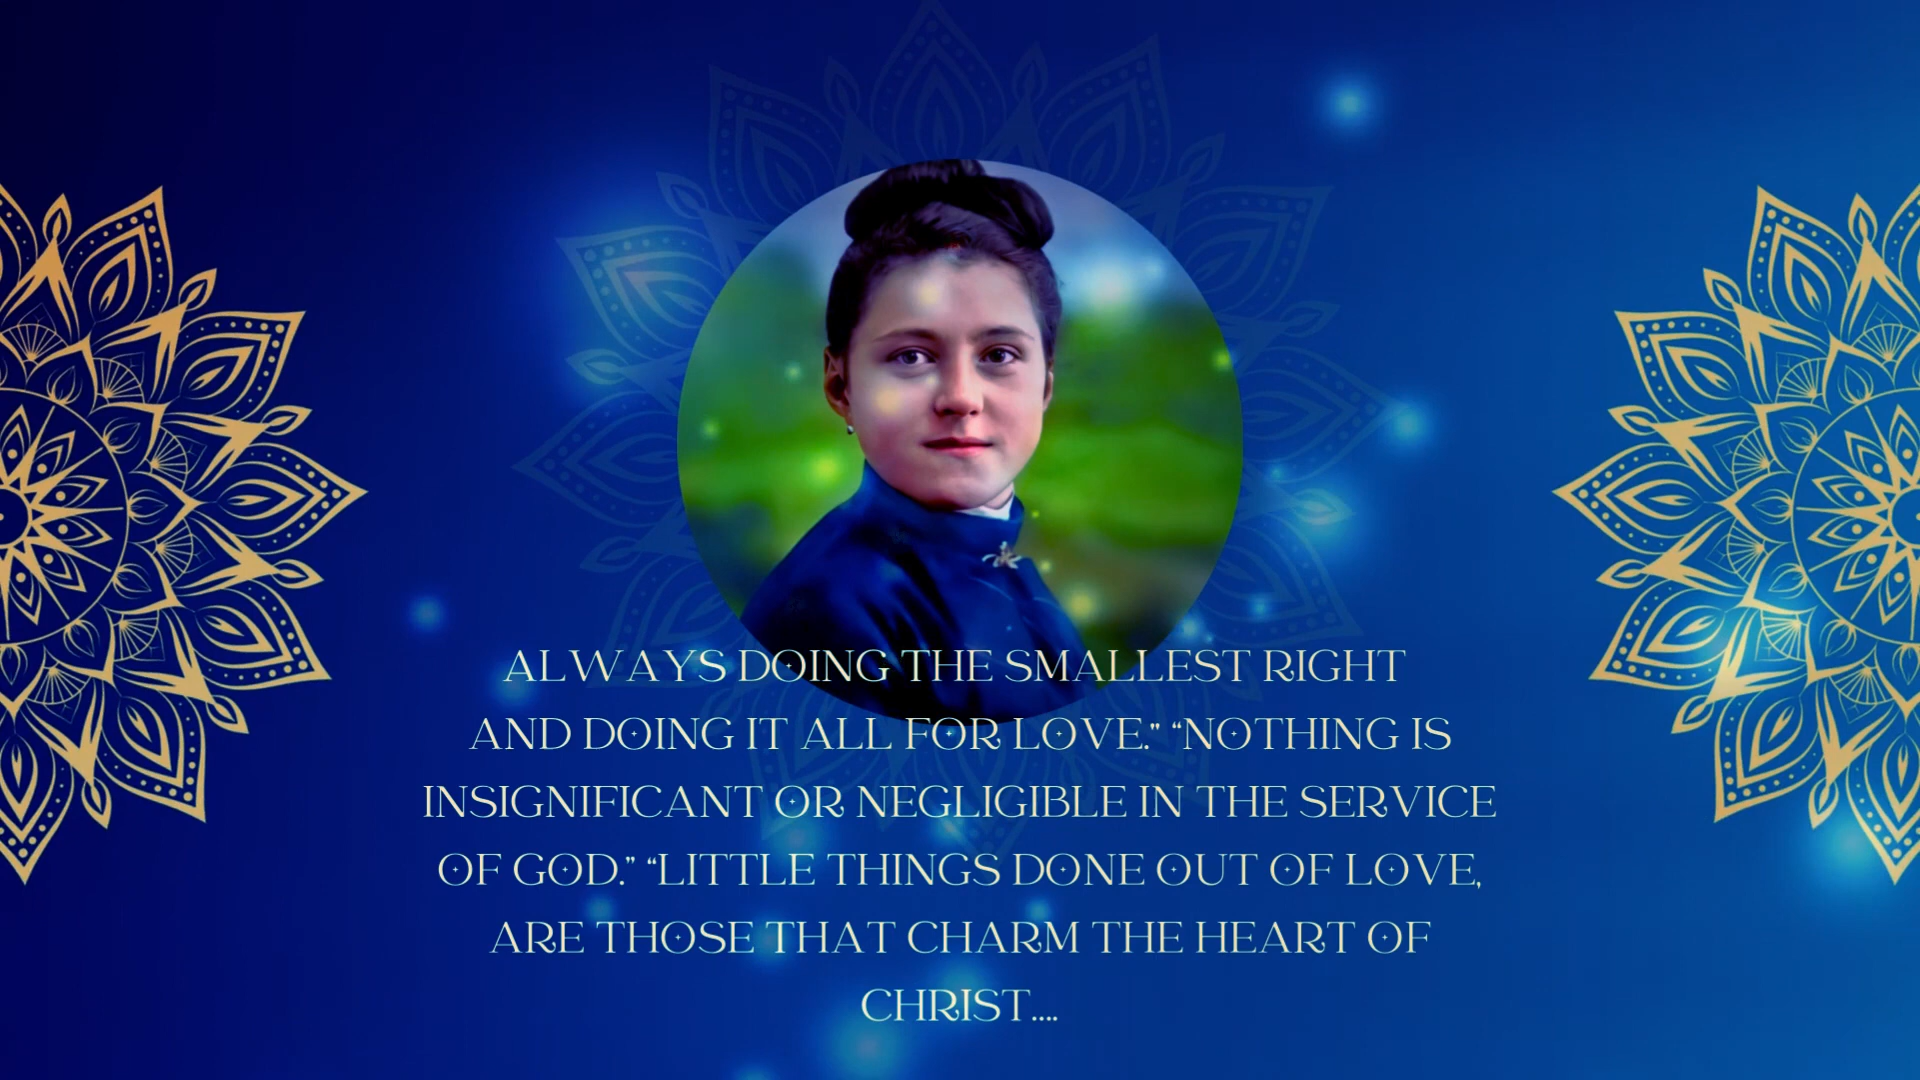 ALWAYS DOING THE SMALLEST RIGHT
AND DOING IT ALL FOR LOVE." “NOTHING IS
INSIGNIFICANT OR NEGLIGIBLE IN THE SERVICE
OF GOD.” “LITTLE THINGS DONE OUT OF LOVE,
ARE THOSE THAT CHARM THE HEART OF
CHRIST....